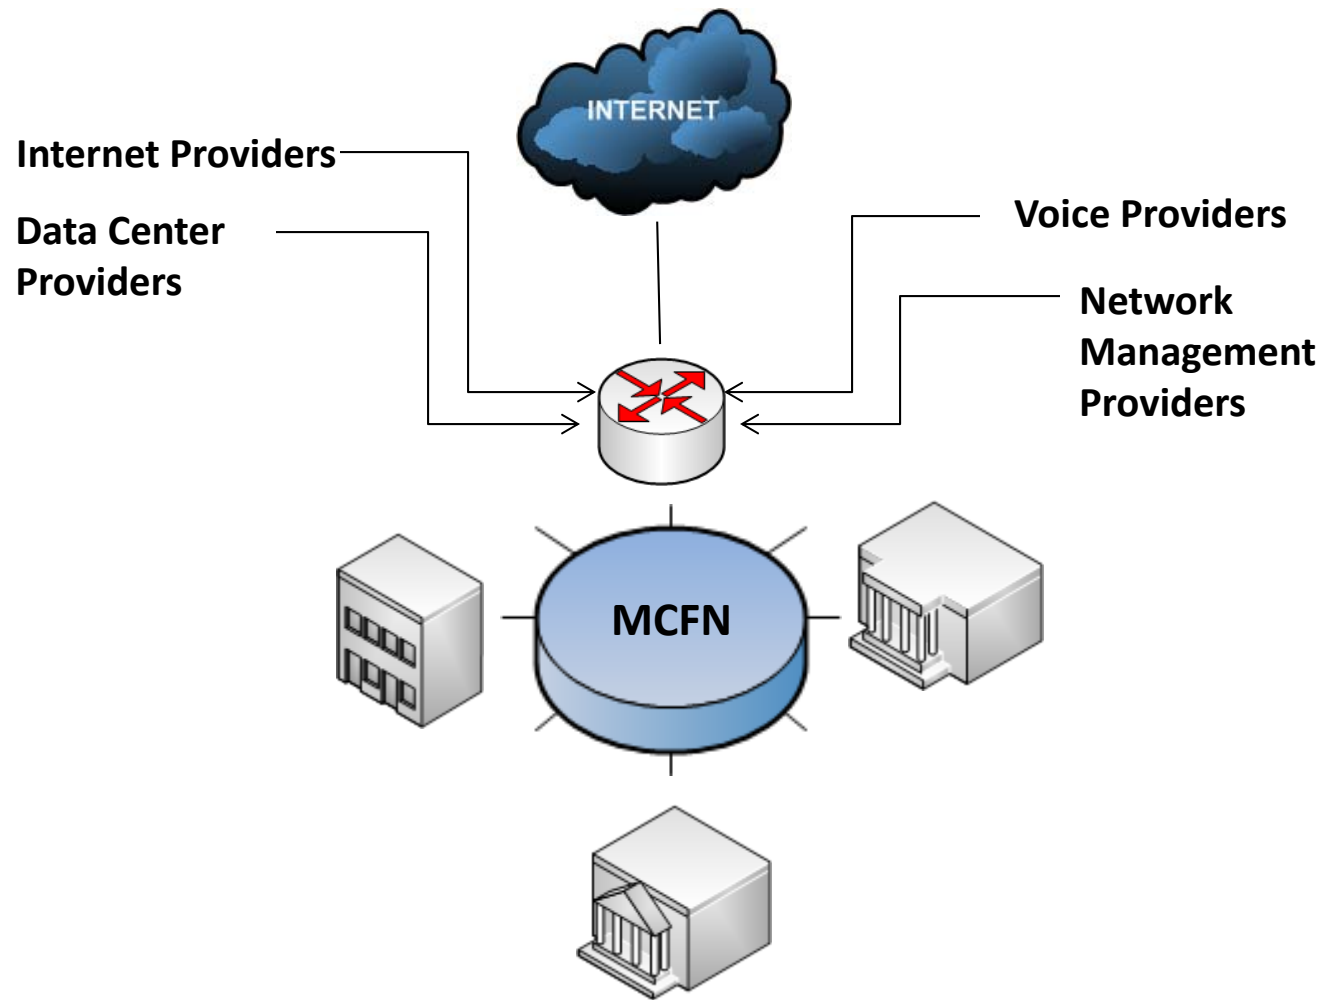 INTERNET
Internet Providers
Data Center
Providers
Voice Providers
Network
Management
Providers
MCFN